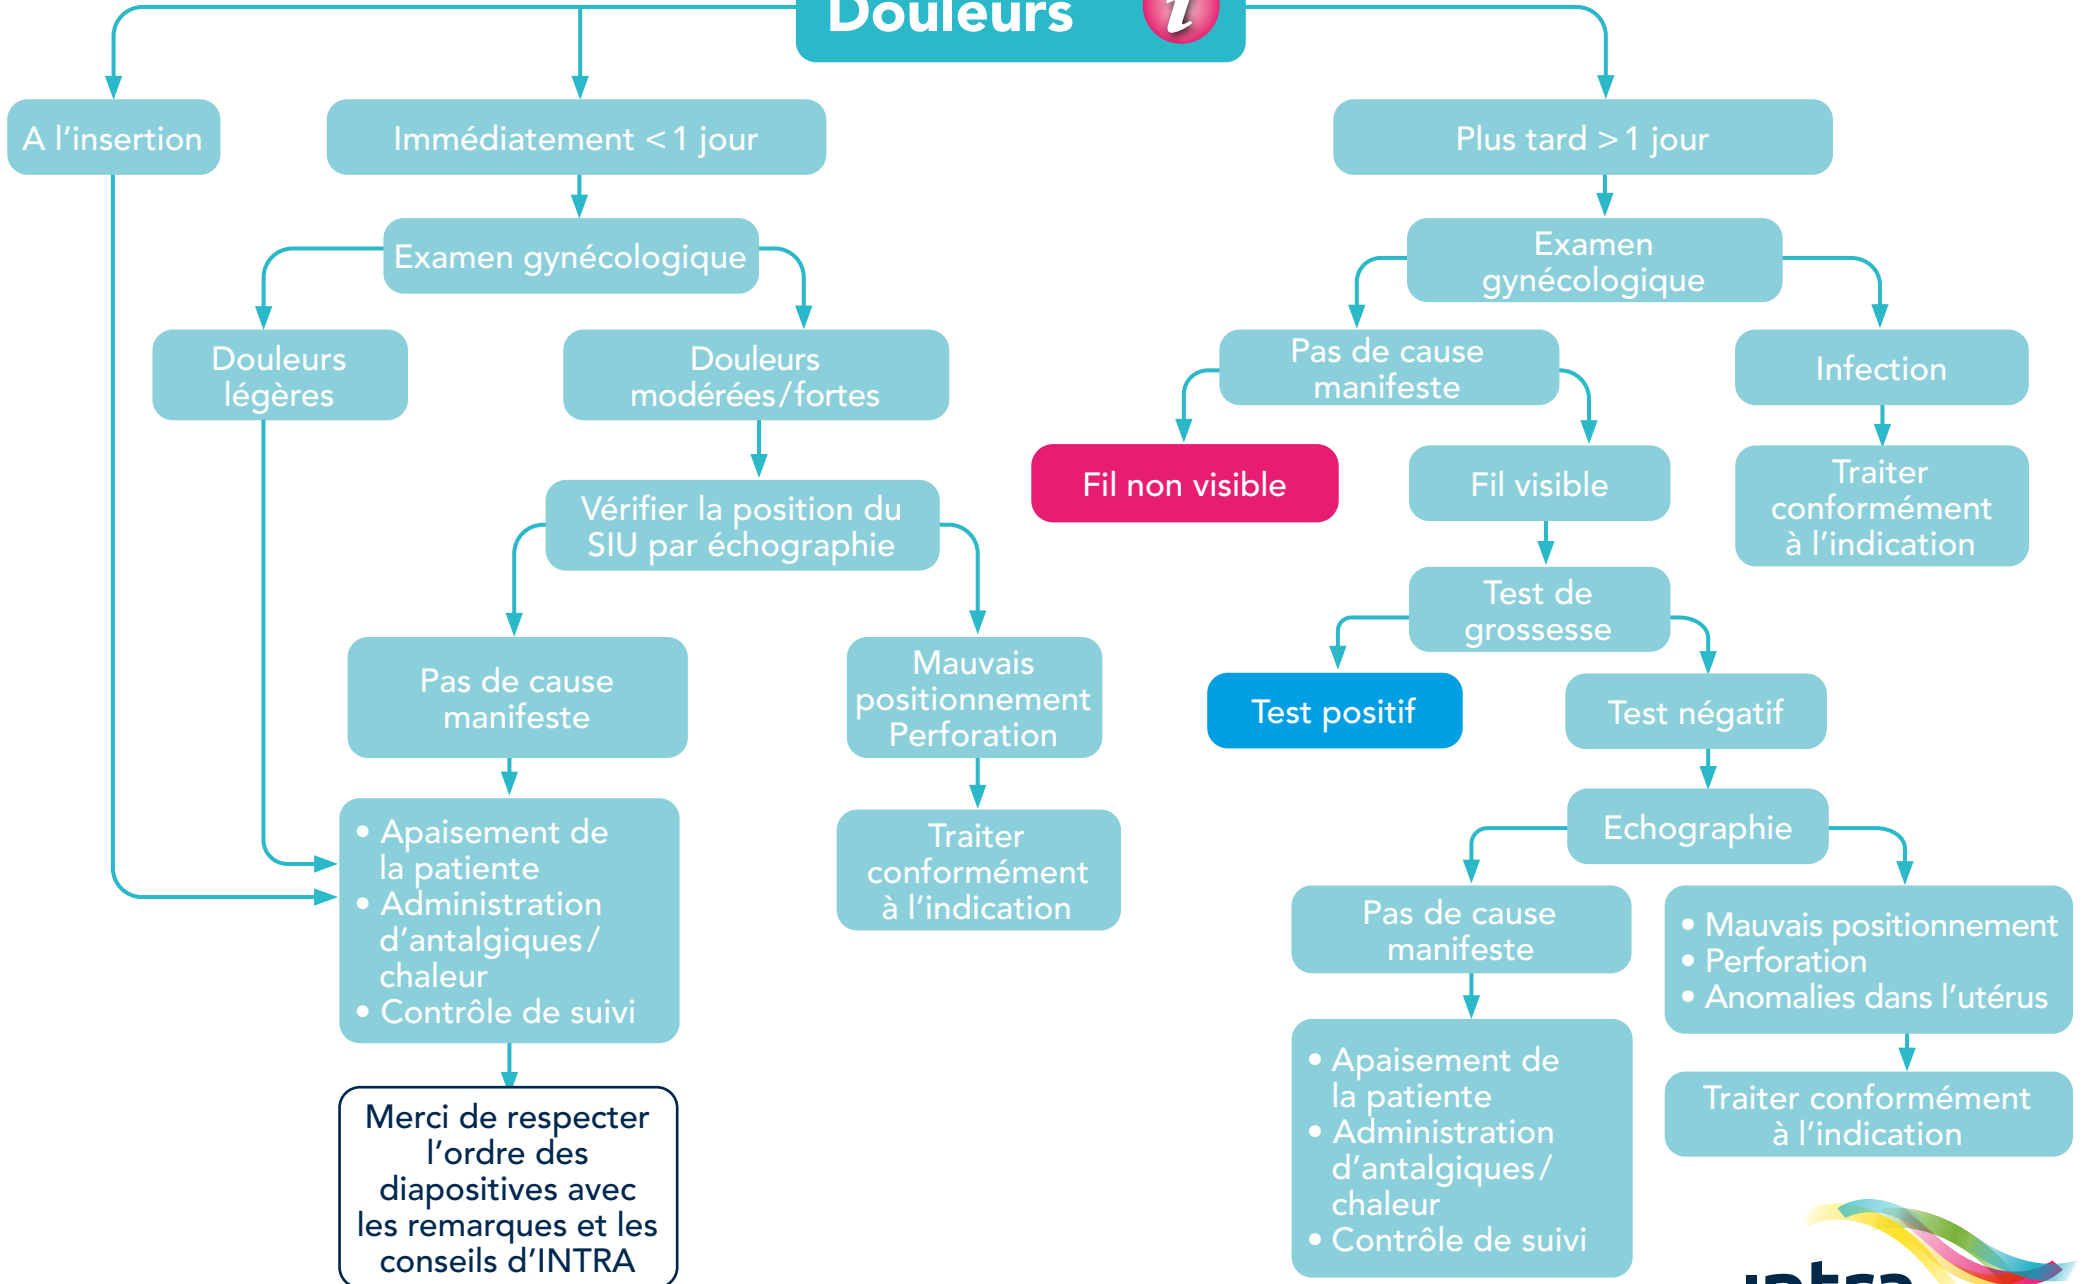 Douleurs
i
A l’insertion
Immédiatement < 1 jour
Plus tard > 1 jour
Examen gynécologique
Examen
gynécologique
Douleurs
légères
Douleurs
modérées / fortes
Pas de cause
manifeste
Infection
Vérifier la position du
SIU par échographie
Fil non visible
Fil visible
Traiter
conformément
à l’indication
Test de
grossesse
Pas de cause
manifeste
Mauvais
positionnement
Perforation
Test positif
Test négatif
• Apaisement de
la patiente
• Administration
d’antalgiques /
chaleur
• Contrôle de suivi
Traiter
conformément
à l’indication
Echographie
Pas de cause
manifeste
• Mauvais positionnement
• Perforation
• Anomalies dans l’utérus
• Apaisement de
la patiente
• Administration
d’antalgiques /
chaleur
• Contrôle de suivi
Traiter conformément
à l’indication
Merci de respecter
l’ordre des
diapositives avec
les remarques et les
conseils d’INTRA
intra